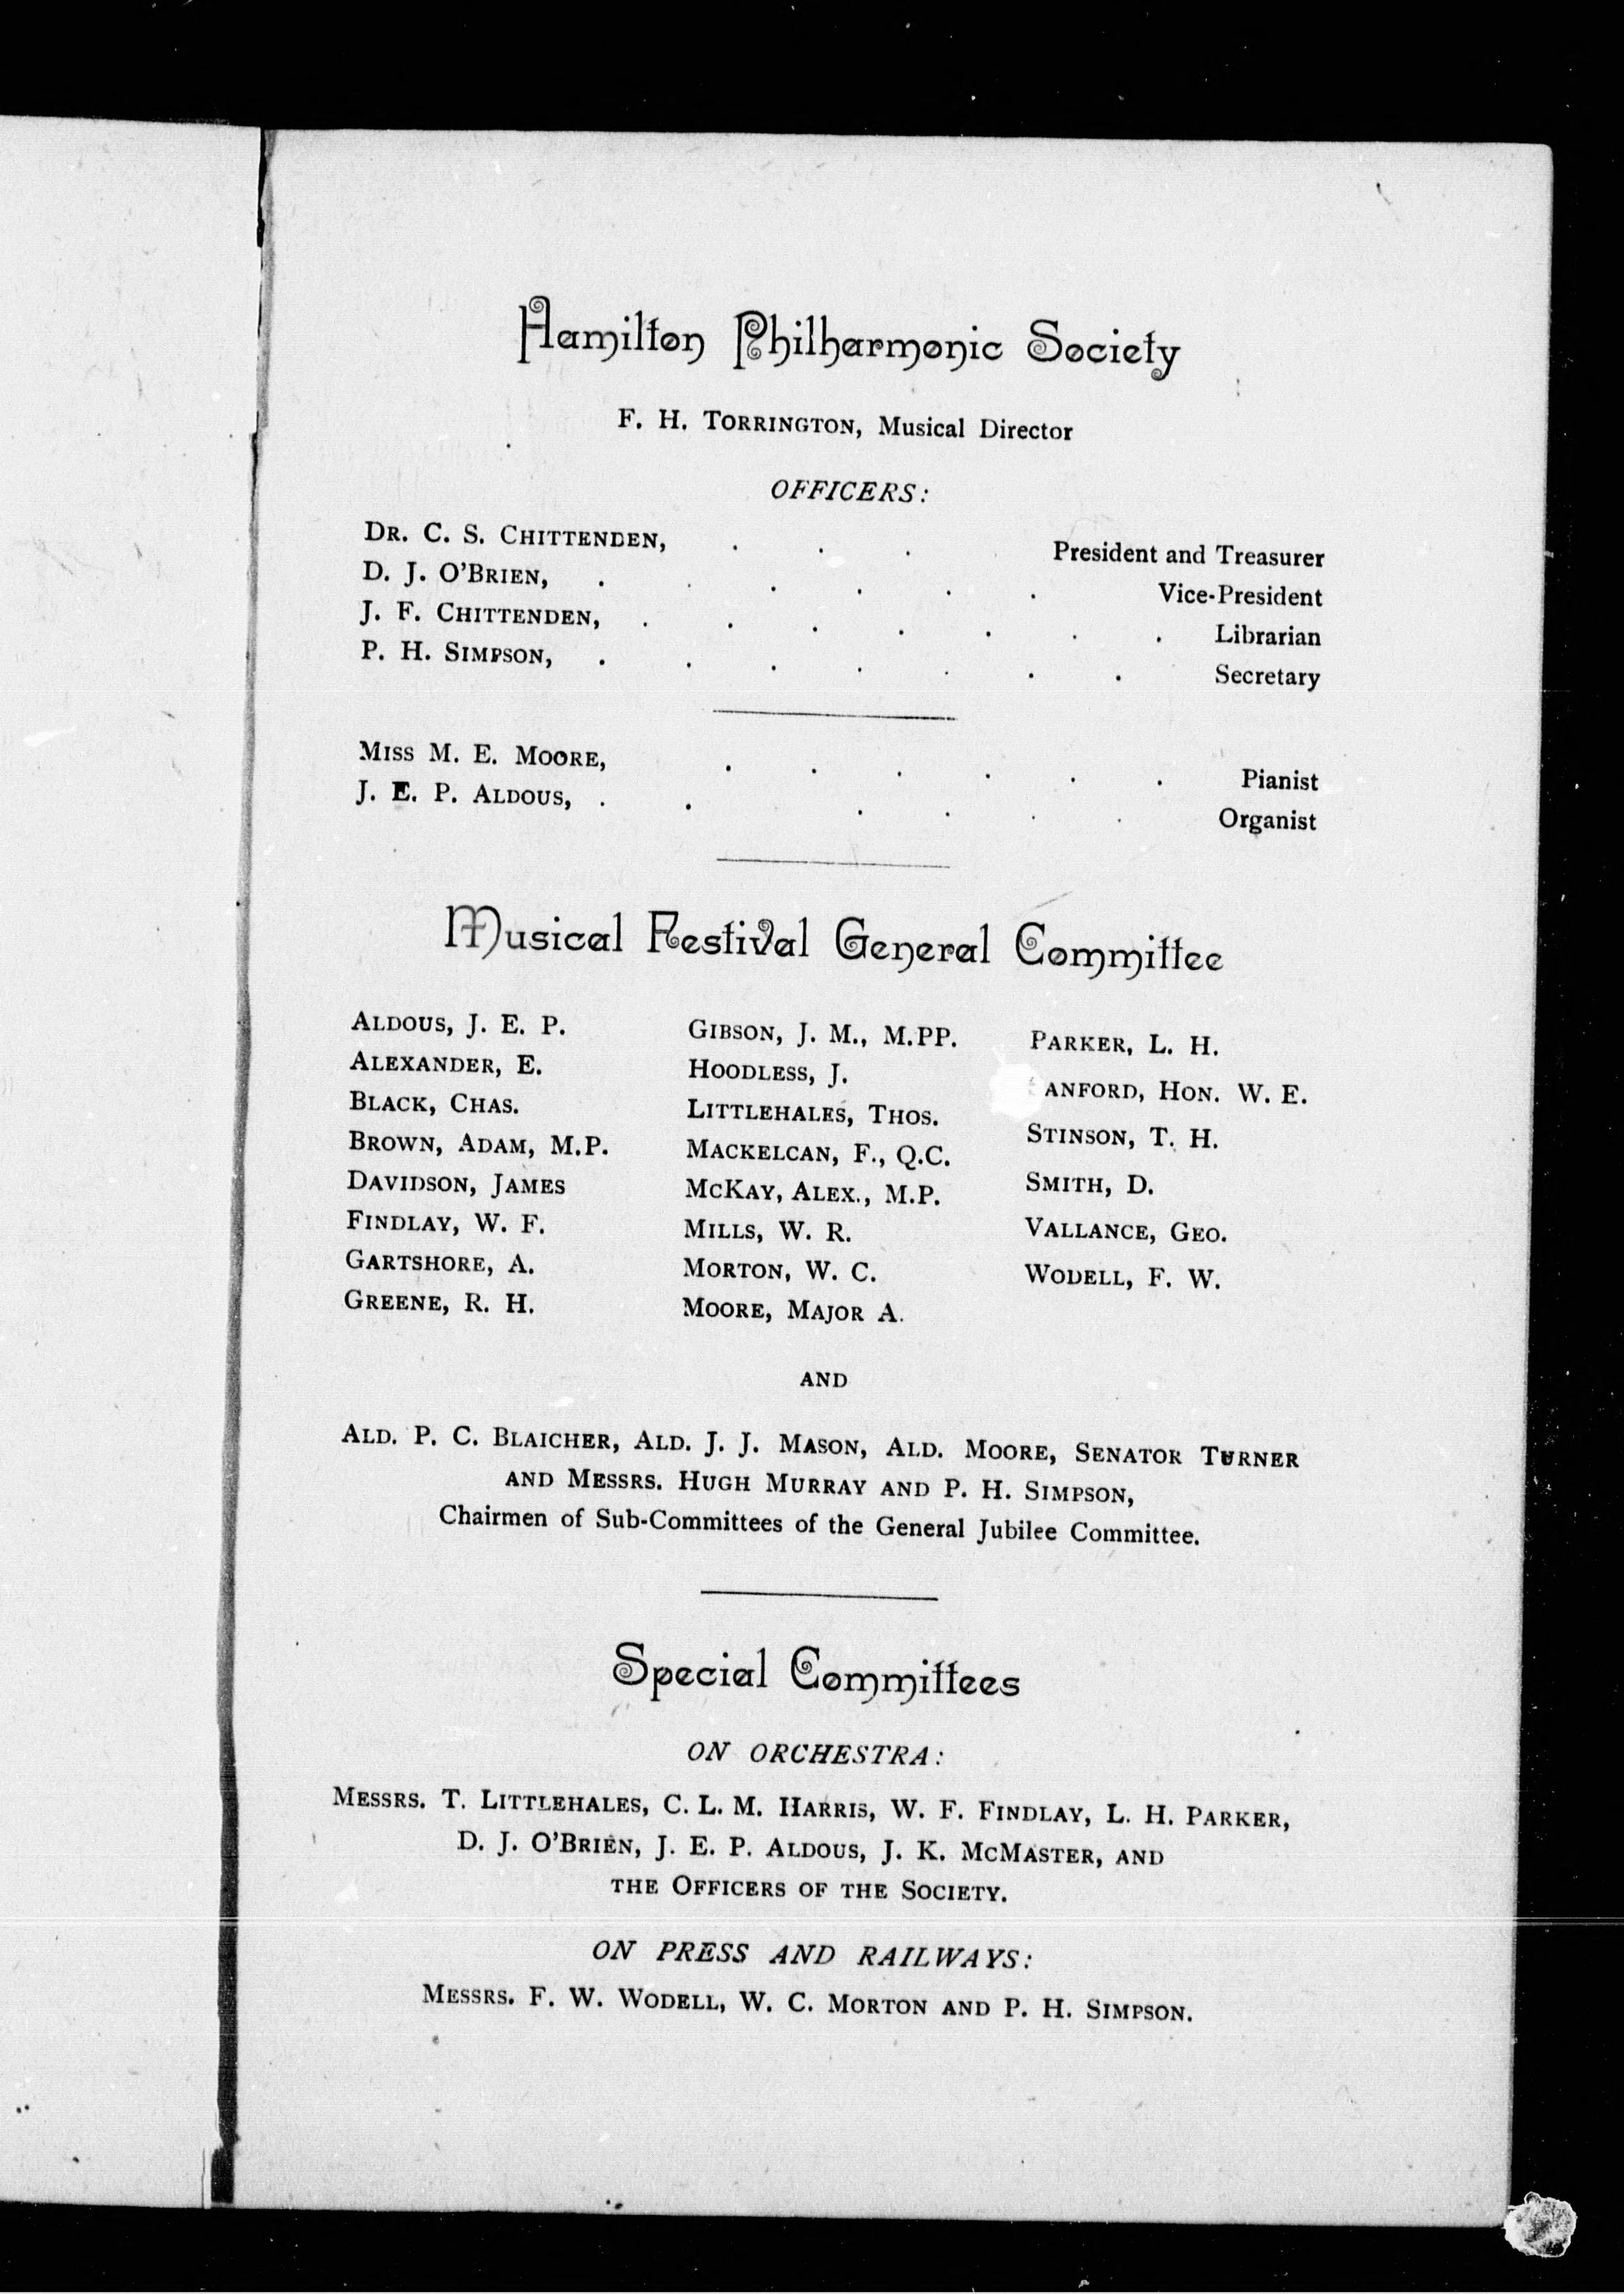 Hamilton Philharmonic Society
F. H. TORRINGTON, Musical Director
OFFICERS:
DR. C. S. CHITTENDEN, . . . President and Treasurer
D. J. O'BRIEN, . . . . . . Vice-President
J. F. CHITTENDEN, . . . . . . . Librarian
P. H. SIMPSON, . . . . . . . Secretary
MISS M. E. MOORE, . . . . . . Pianist
J. E. P. ALDOUS, . . . . . . Organist
Musical Festival General Committee
ALDOUS, J. E. P.
ALEXANDER, E.
BLACK, CHAS.
BROWN, ADAM, M.P.
DAVIDSON, JAMES
FINDLAY, W. F.
GARTSHORE, A.
GREENE, R. H.
GIBSON, J. M., M.PP.
HOODLESS, J.
LITTLEHALES, THOS.
MACKELCAN, F., Q.C.
MCKAY, ALEX., M.P.
MILLS, W. R.
MORTON, W. C.
MOORE, MAJOR A.
PARKER, L. H.
ANFORD, HON. W. E.
STINSON, T. H.
SMITH, D.
VALLANCE, GEO.
WODELL, F. W.
AND
ALD. P. C. BLAICHER, ALD. J. J. MASON, ALD. MOORE, SENATOR TURNER
AND MESSRS. HUGH MURRAY AND P. H. SIMPSON,
Chairmen of Sub-Committees of the General Jubilee Committee.
Special Committees
ON ORCHESTRA:
MESSRS. T. LITTLEHALES, C. L. M. HARRIS, W. F. FINDLAY, L. H. PARKER,
D. J. O'BRIEN, J. E. P. ALDOUS, J. K. MCMASTER, AND
THE OFFICERS OF THE SOCIETY.
ON PRESS AND RAILWAYS:
MESSRS. F. W. WODELL, W. C. MORTON AND P. H. SIMPSON.